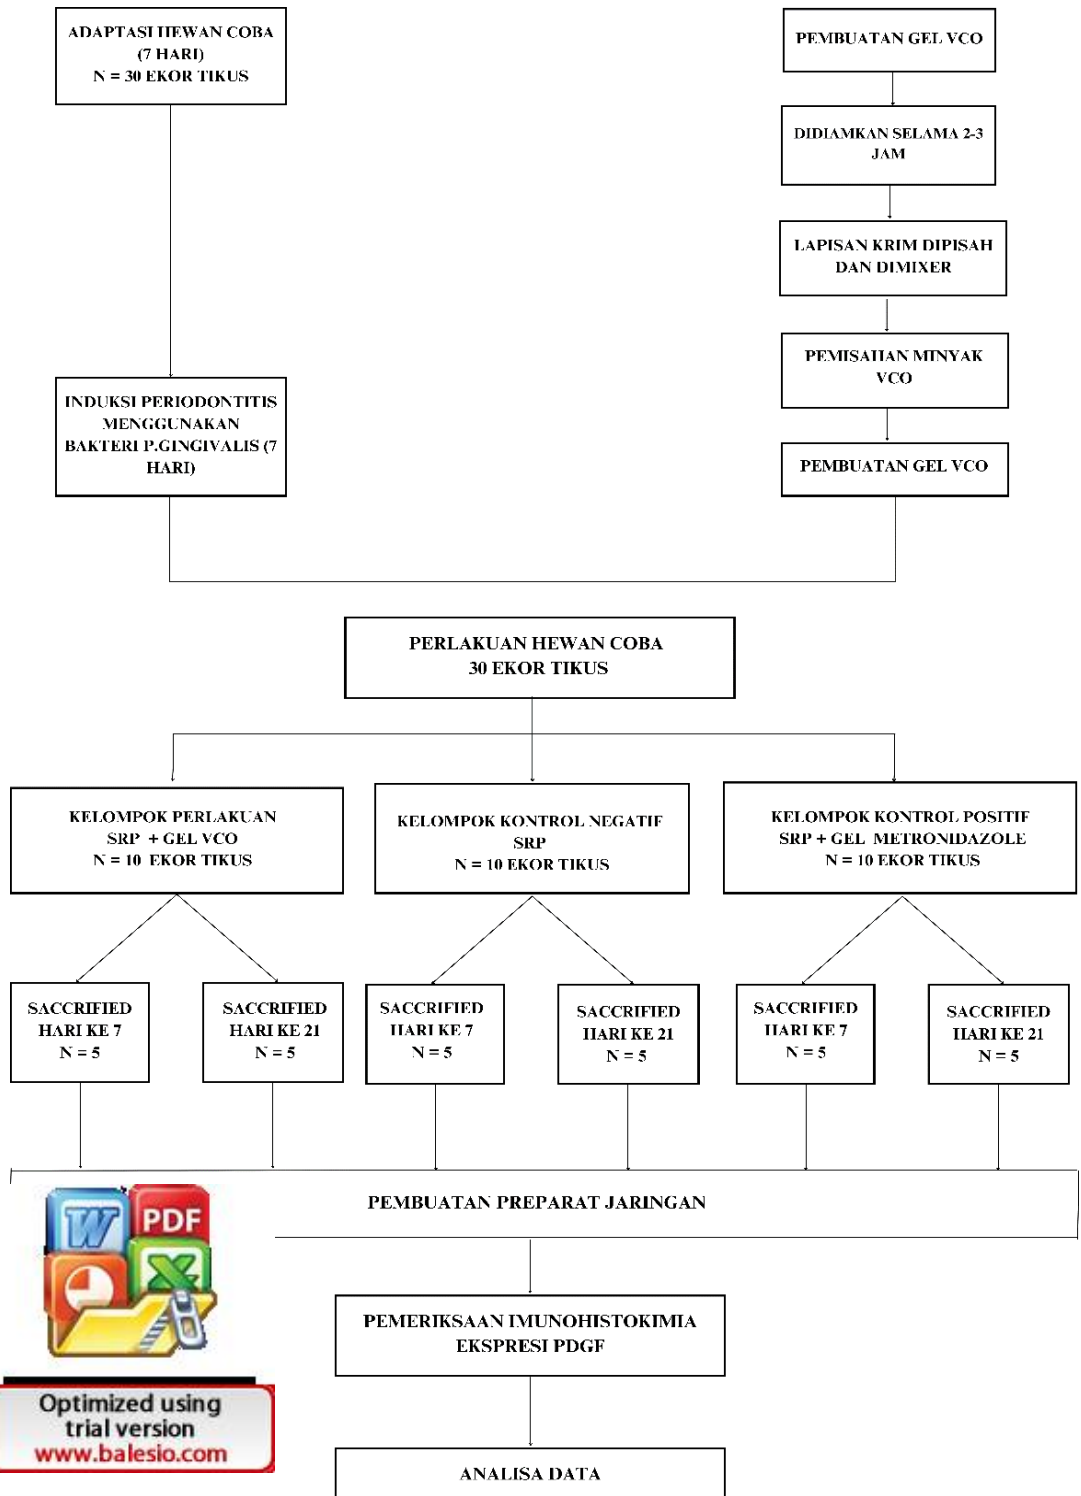 ADAPTASI HEWAN COBA
(7 HARI)
N = 30 EKOR TIKUS
PEMBUATAN GEL VCO
DIDIAMKAN SELAMA 2-3
JAM
LAPISAN KRIM DIPISAH
DAN DIMIXER
PEMISAHAN MINYAK
VCO
INDUKSI PERIODONTITIS
MENGGUNAKAN
BAKTERI P.GINGIVALIS (7
HARI)
PEMBUATAN GEL VCO
PERLAKUAN HEWAN COBA
30 EKOR TIKUS
KELOMPOK PERLAKUAN
SRP + GEL VCO
N = 10 EKOR TIKUS
KELOMPOK KONTROL NEGATIF
SRP
N = 10 EKOR TIKUS
KELOMPOK KONTROL POSITIF
SRP + GEL METRONIDAZOLE
N = 10 EKOR TIKUS
SACCRIFIED
HARI KE 7
N = 5
SACCRIFIED
HARI KE 21
N = 5
SACCRIFIED
HARI KE 7
N = 5
SACCRIFIED
HARI KE 21
N = 5
SACCRIFIED
HARI KE 7
N = 5
SACCRIFIED
HARI KE 21
N = 5
PEMBUATAN PREPARAT JARINGAN
W
PDF
X
PEMERIKSAAN IMUNOHISTOKIMIA
EKSPRESI PDGF
Optimized using
trial version
www.balesio.com
ANALISA DATA